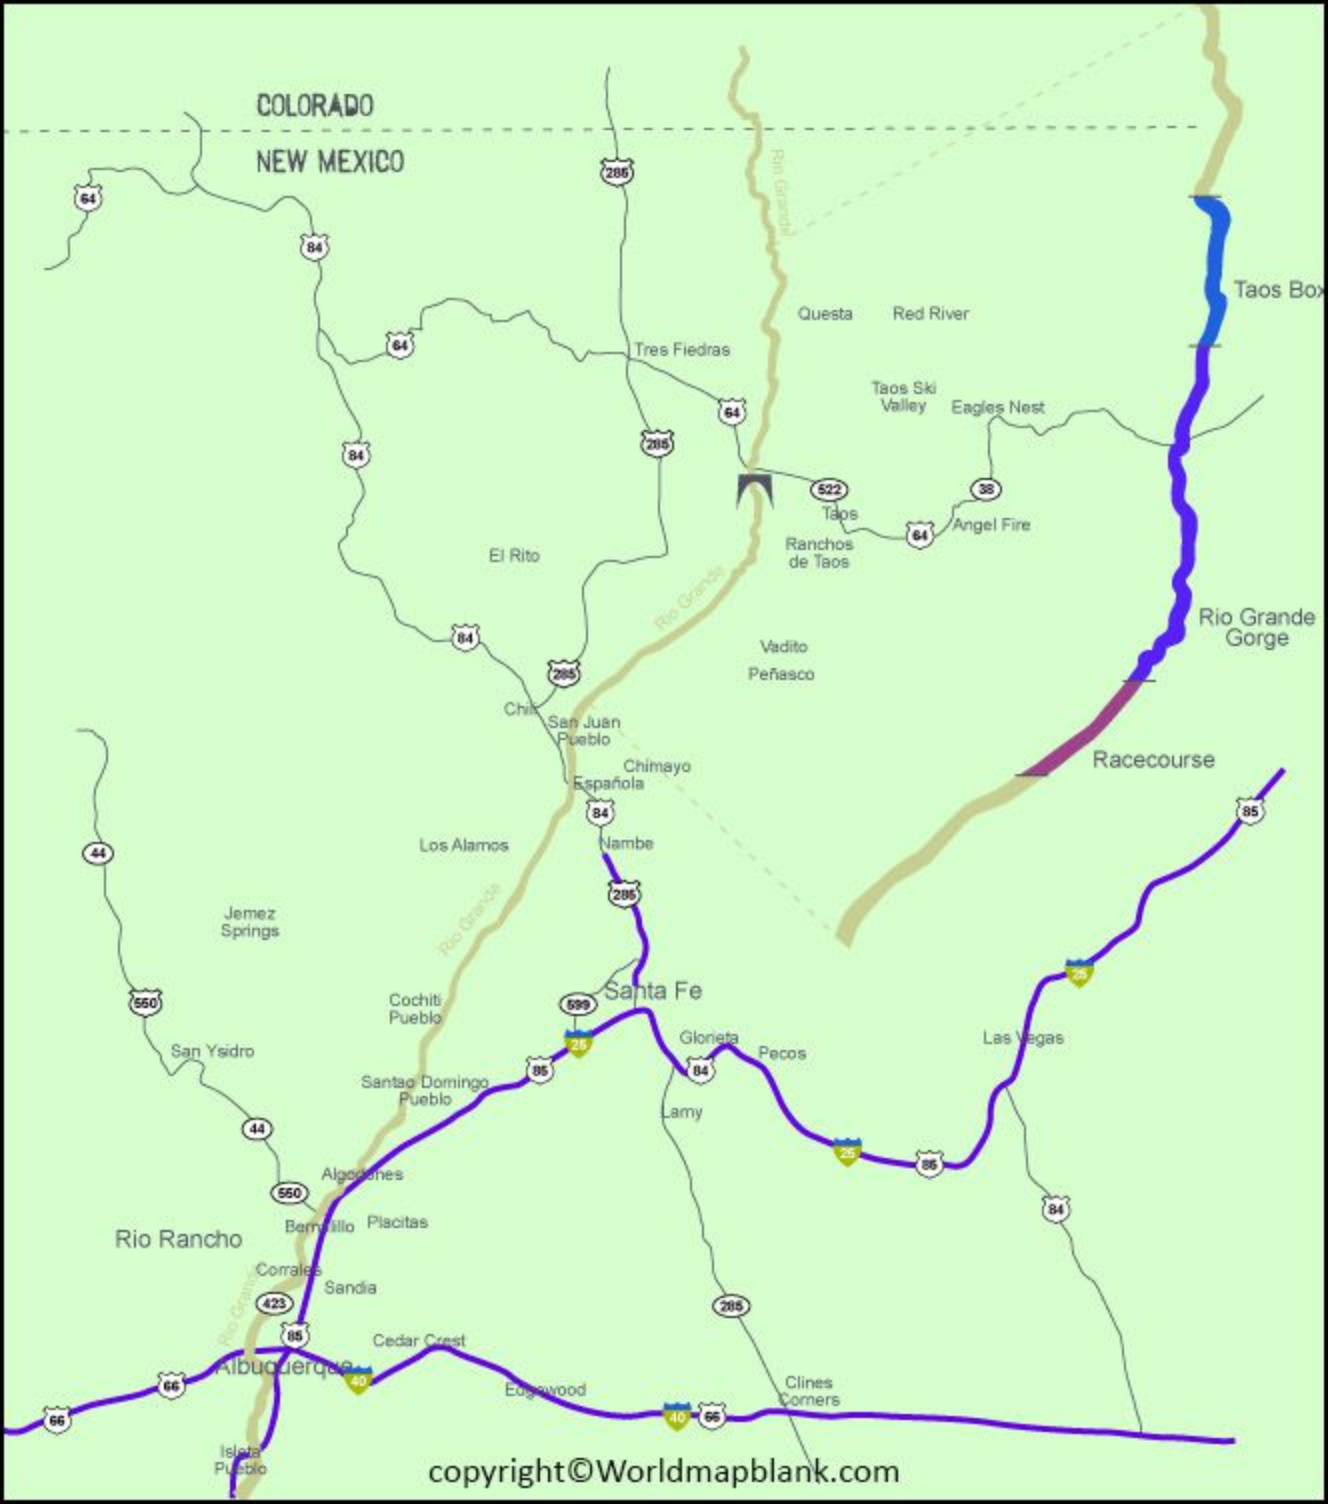 COLORADO
NEW MEXICO
285
64
84
Rio Grande
Taos Box
Questa
Red River
64
Tres Fiedras
Taos Ski
Valley
Eagles Nest
64
285
84
522
38
Taos
Angel Fire
64
Ranchos
de Taos
El Rito
Rio Grande
Rio Grande
Gorge
84
Vadito
Peñasco
285
Chili
San Juan
Pueblo
Chimayo
Española
Racecourse
84
85
Nambe
Los Alamos
44
285
Jemez
Springs
Rio Grande
25
Santa Fe
550
599
Cochiti
Pueblo
25
Glorieta
Las Vegas
San Ysidro
Pecos
85
84
Santao Domingo
Pueblo
Lamy
44
25
85
Algodones
550
84
Bernalillo
Placitas
Rio Rancho
Corrales
Sandia
423
285
Rio Grande
85
Cedar Crest
Albuquerque
40
66
Edgewood
Clines
Corners
66
40
66
Isleta
Pueblo
copyright©Worldmapblank.com